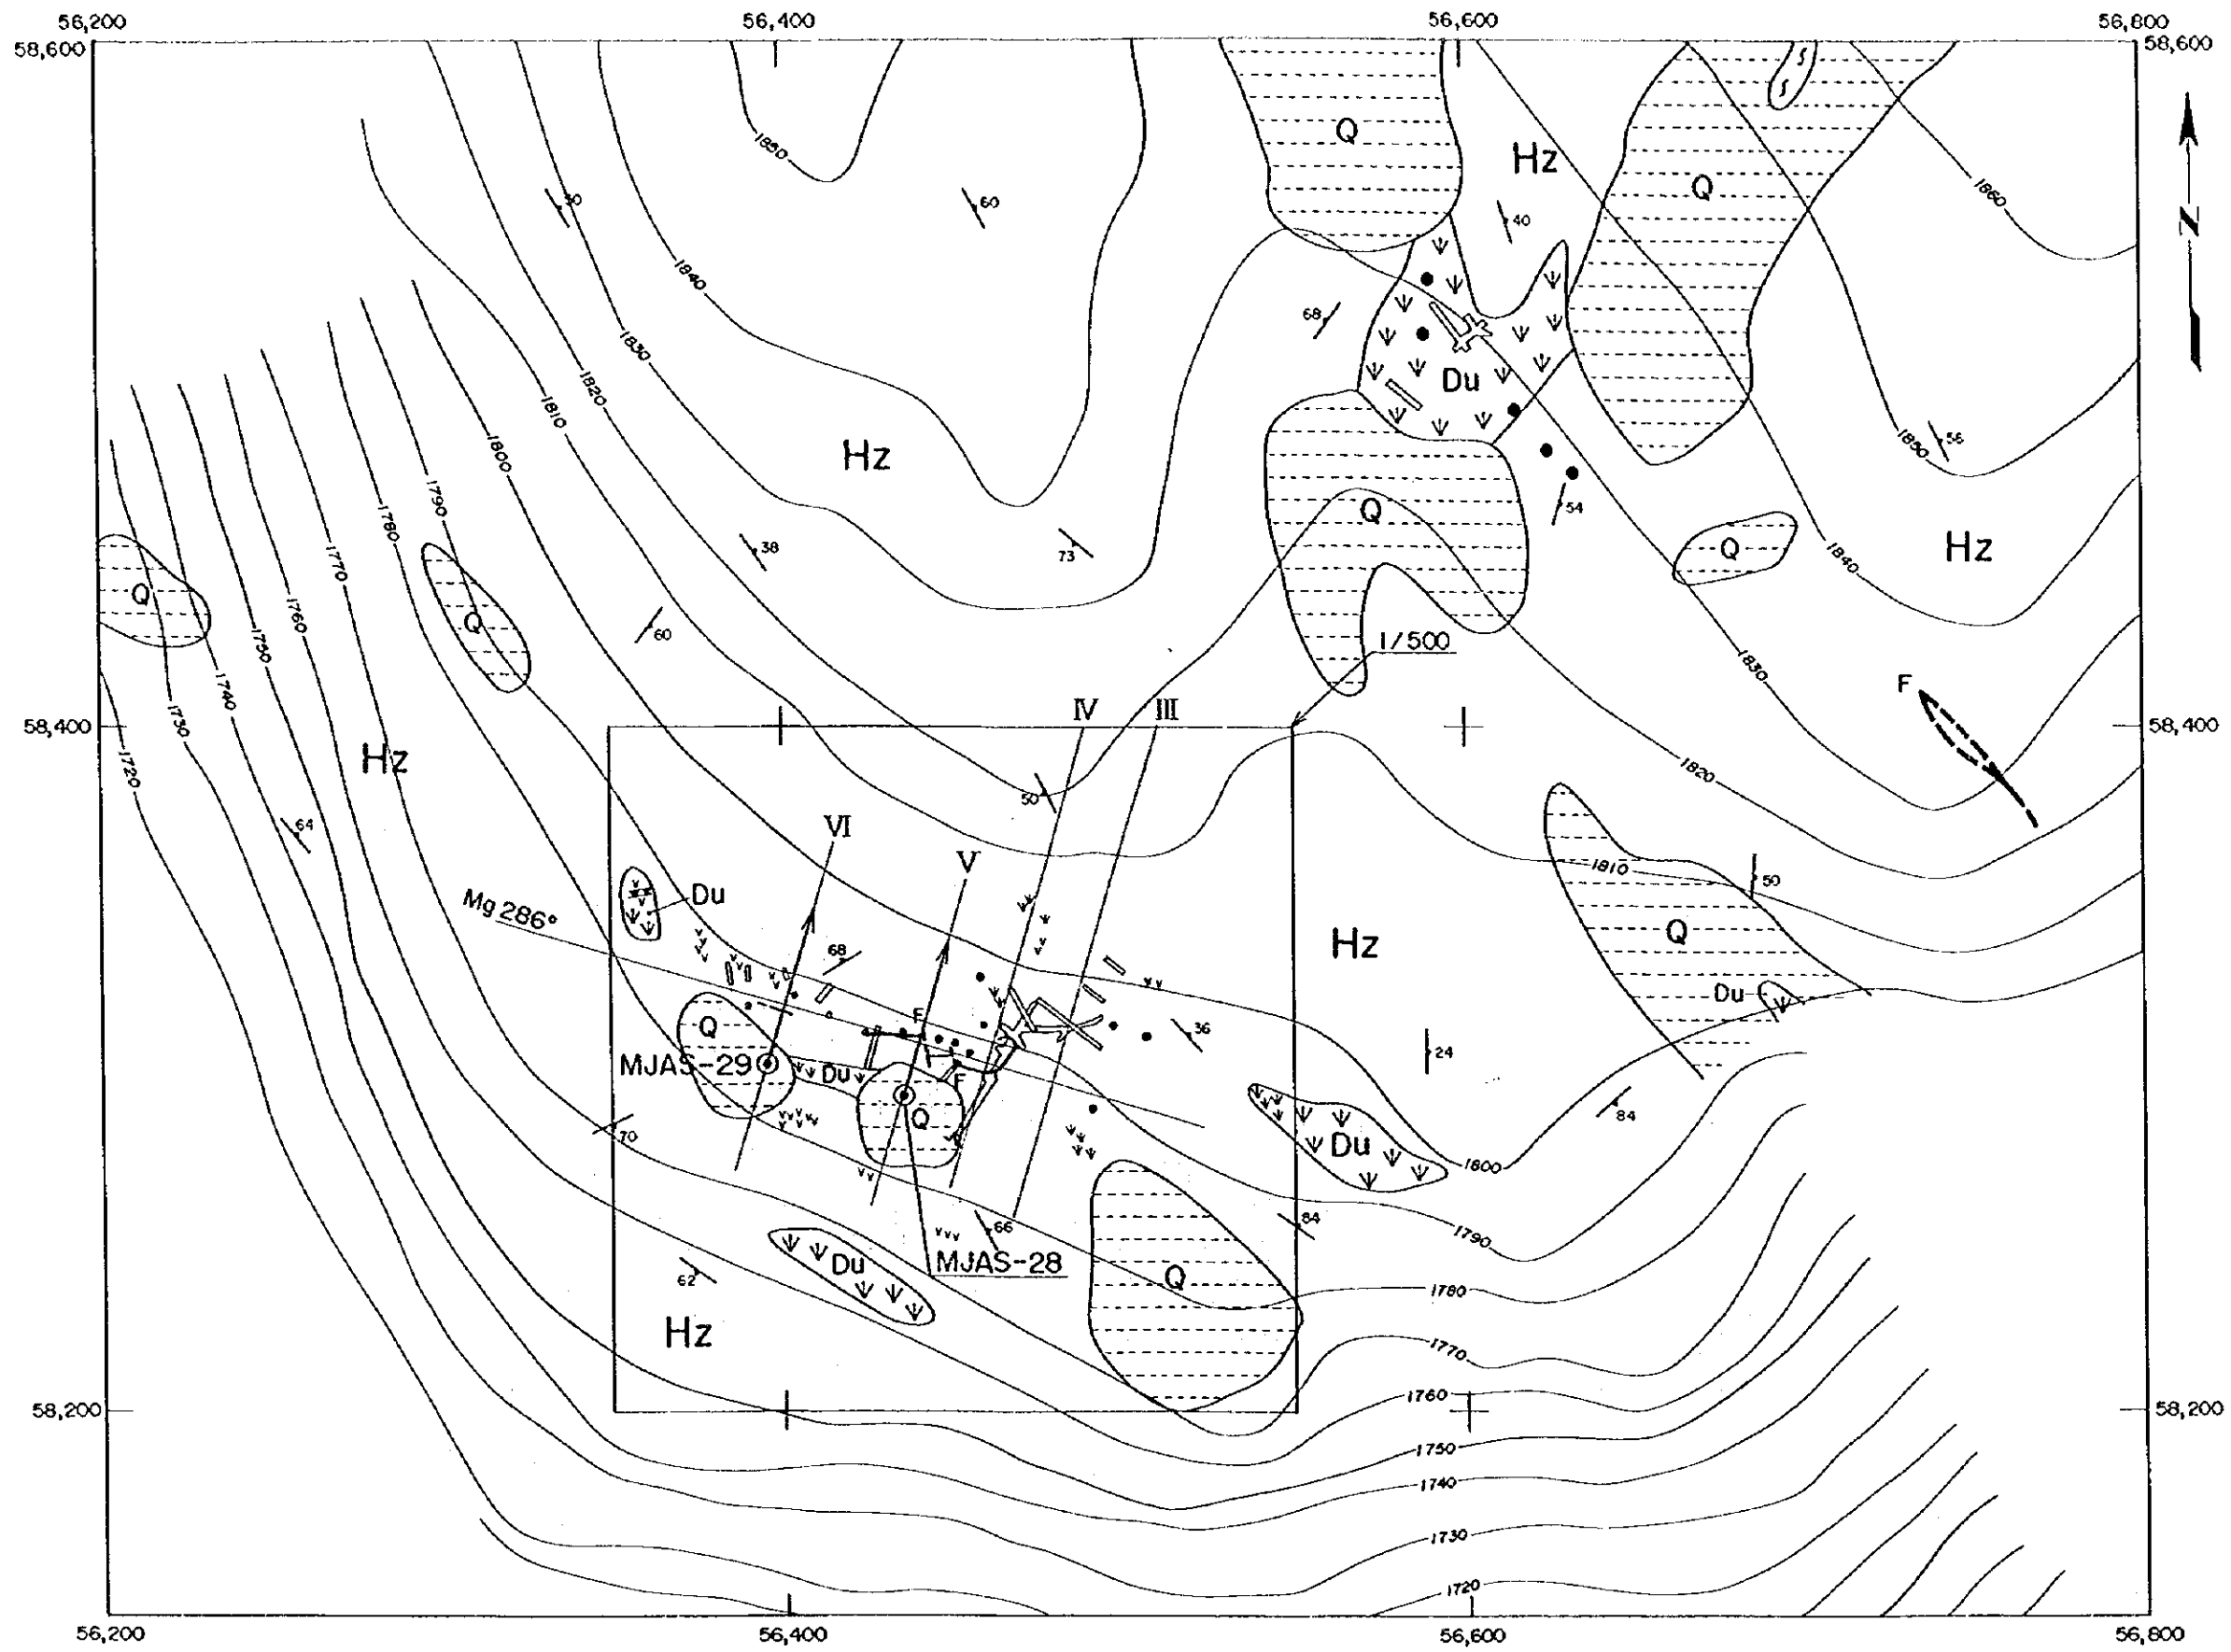 56,200
56,400
56,600
56,800
58,600
58,600
Q
S
S
1850
Hz
Q
1860
60
40
N
1840
68
1830
1820
Du
1810
Hz
1800
1850
56
1790
1780
Q
54
38
73
Q
1840
Hz
1770
Q
1760
Q
60
1750
1/500
1740
1830
F
1730
IV
III
58,400
58,400
Hz
1720
1820
50
64
VI
V
1810
50
Du
Mg 286°
Q
68
Hz
Du
F
Q
36
24
MJAS-29
Du
F
Q
84
70
Du
1800
66
84
1790
MJAS-28
Du
62
Q
1780
Hz
1770
1760
58,200
58,200
1750
1740
1730
1720
56,200
56,400
56,600
56,800